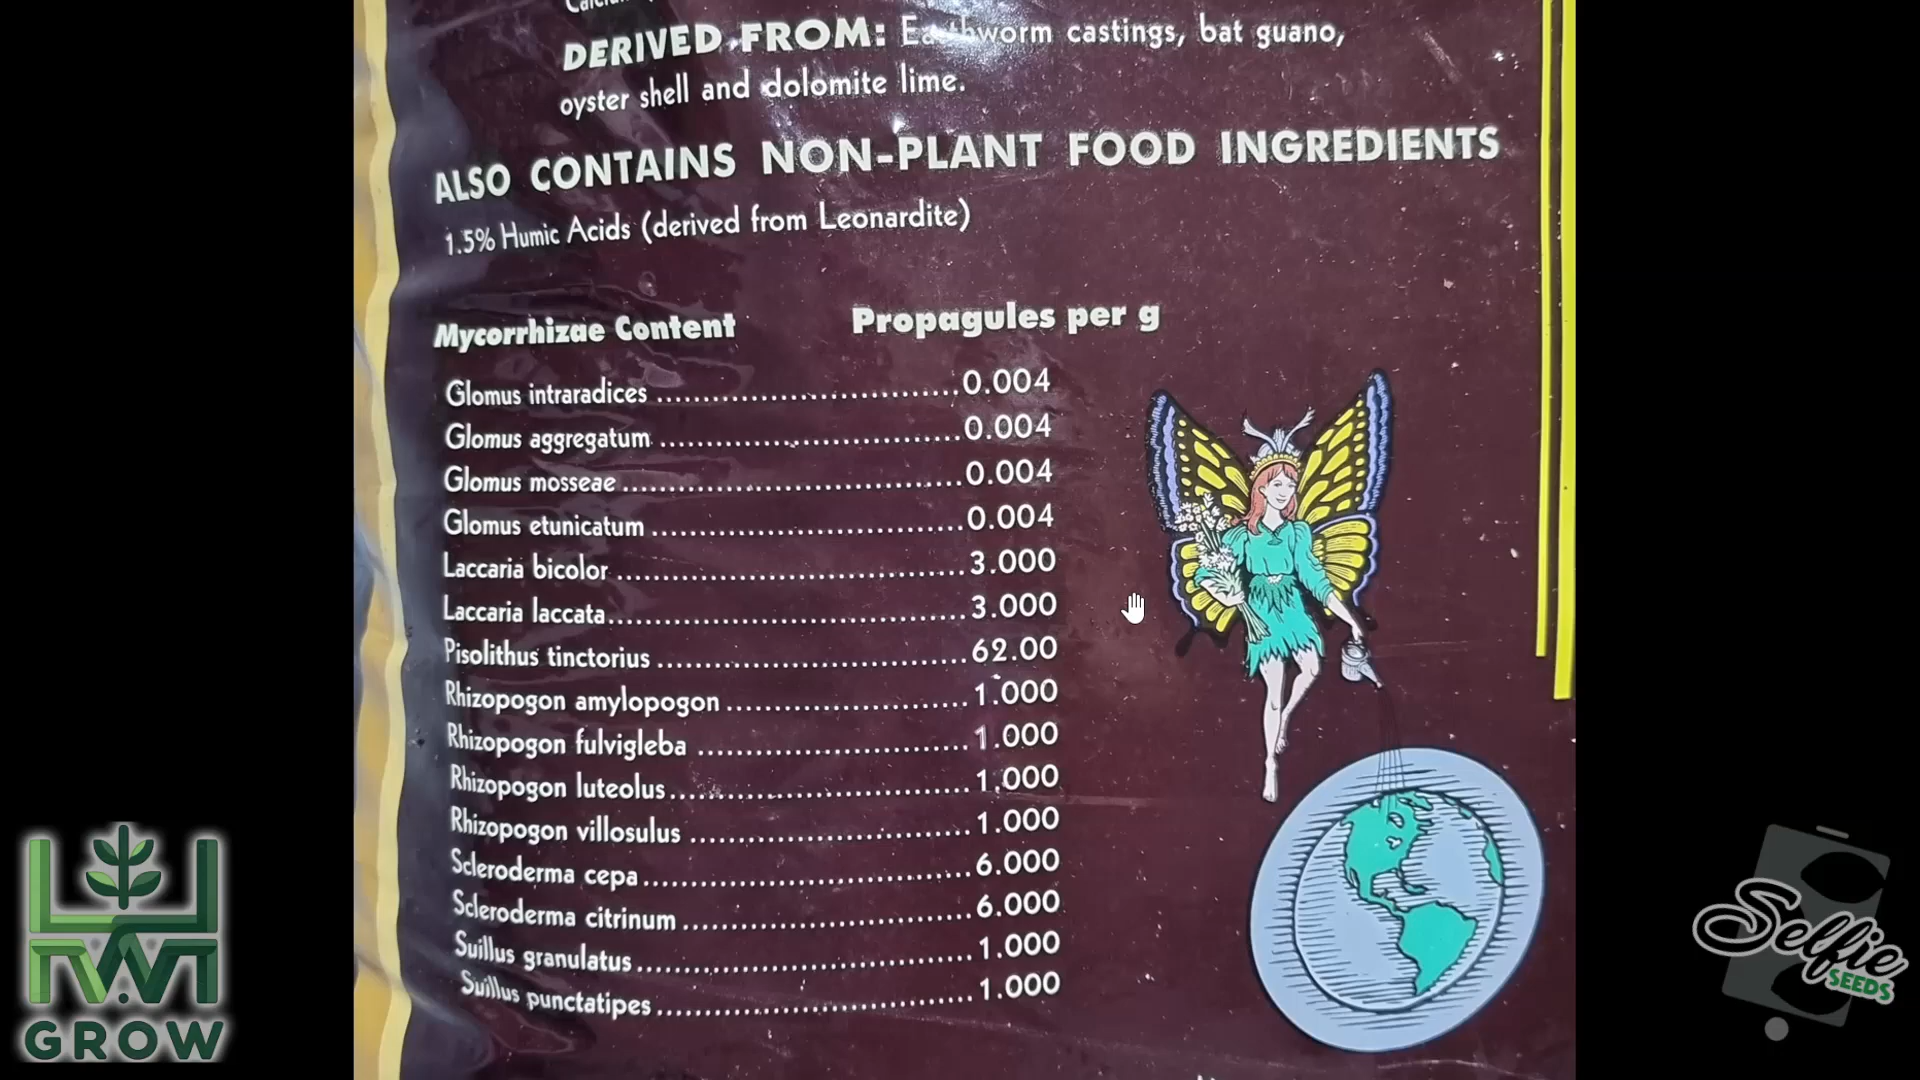 DERIVED FROM: Earthworm castings, bat guano,
oyster shell and dolomite lime.
ALSO CONTAINS NON-PLANT FOOD INGREDIENTS
1.5% Humic Acids (derived from Leonardite)
Mycorrhizae Content Propagules per g
Glomus intraradices 0.004
Glomus aggregatum 0.004
Glomus mosseae 0.004
Glomus etunicatum 0.004
Laccaria bicolor 3.000
Laccaria laccata 3.000
Pisolithus tinctorius 62.00
Rhizopogon amylopogon 1.000
Rhizopogon fulvigleba 1.000
Rhizopogon luteolus 1.000
Rhizopogon villosulus 1.000
Scleroderma cepa 6.000
Scleroderma citrinum 6.000
Suillus granulatus 1.000
Suillus punctatipes 1.000
GROW
Selfie
SEEDS